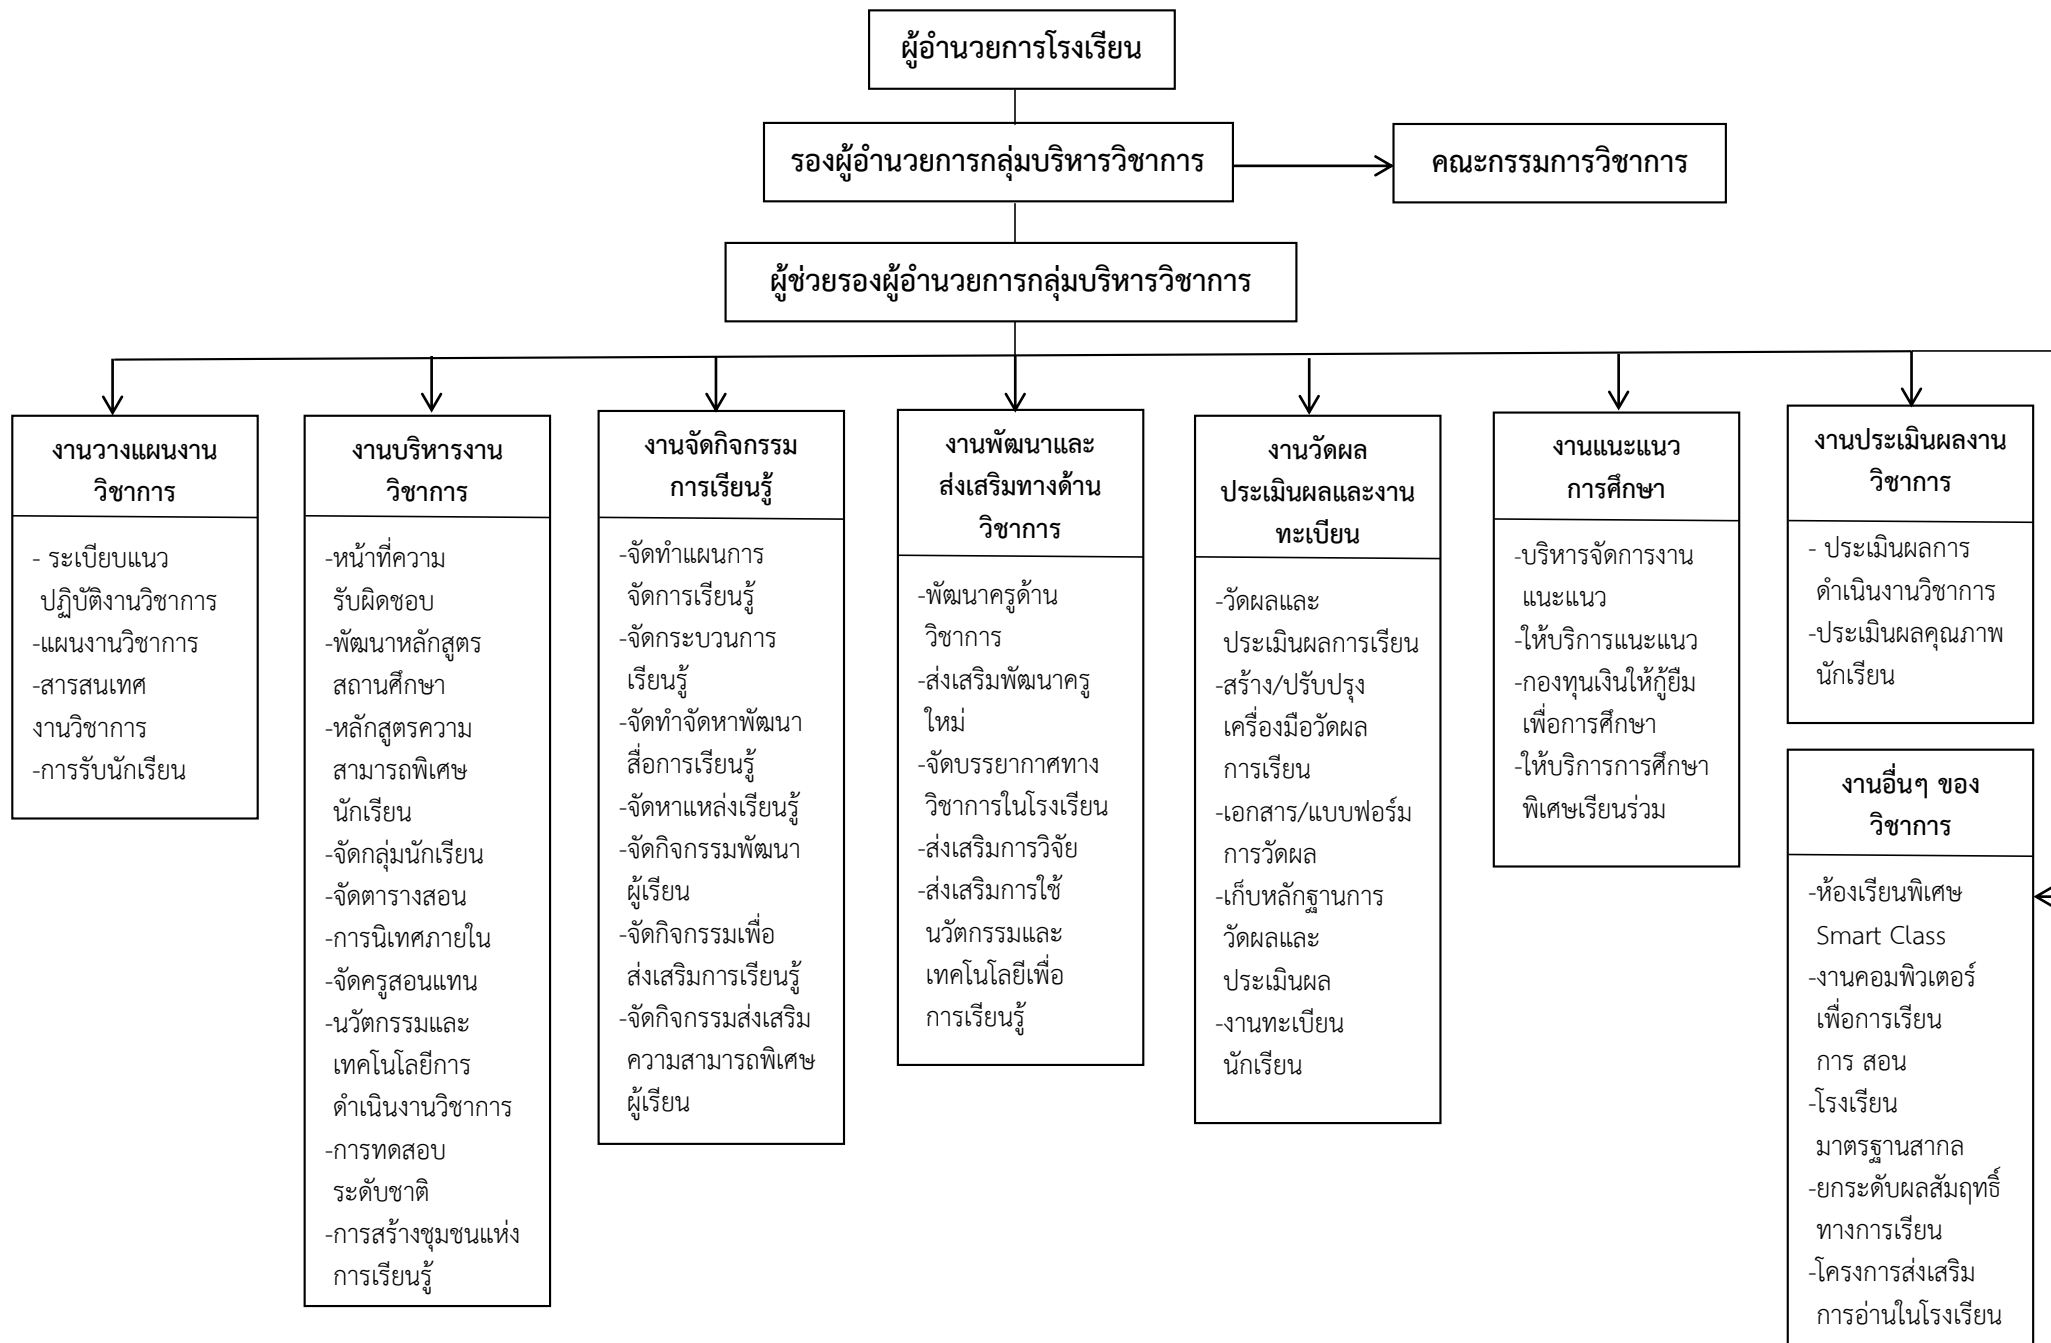 ผู้อำนวยการโรงเรียน
รองผู้อำนวยการกลุ่มบริหารวิชาการ
คณะกรรมการวิชาการ
ผู้ช่วยรองผู้อำนวยการกลุ่มบริหารวิชาการ
งานวางแผนงาน
วิชาการ
- ระเบียบแนว
ปฏิบัติงานวิชาการ
-แผนงานวิชาการ
-สารสนเทศ
งานวิชาการ
-การรับนักเรียน
งานบริหารงาน
วิชาการ
-หน้าที่ความ
รับผิดชอบ
-พัฒนาหลักสูตร
สถานศึกษา
-หลักสูตรความ
สามารถพิเศษ
นักเรียน
-จัดกลุ่มนักเรียน
-จัดตารางสอน
-การนิเทศภายใน
-จัดครูสอนแทน
-นวัตกรรมและ
เทคโนโลยีการ
ดำเนินงานวิชาการ
-การทดสอบ
ระดับชาติ
-การสร้างชุมชนแห่ง
การเรียนรู้
งานจัดกิจกรรม
การเรียนรู้
-จัดทำแผนการ
จัดการเรียนรู้
-จัดกระบวนการ
เรียนรู้
-จัดทำจัดหาพัฒนา
สื่อการเรียนรู้
-จัดหาแหล่งเรียนรู้
-จัดกิจกรรมพัฒนา
ผู้เรียน
-จัดกิจกรรมเพื่อ
ส่งเสริมการเรียนรู้
-จัดกิจกรรมส่งเสริม
ความสามารถพิเศษ
ผู้เรียน
งานพัฒนาและ
ส่งเสริมทางด้าน
วิชาการ
-พัฒนาครูด้าน
วิชาการ
-ส่งเสริมพัฒนาครู
ใหม่
-จัดบรรยากาศทาง
วิชาการในโรงเรียน
-ส่งเสริมการวิจัย
-ส่งเสริมการใช้
นวัตกรรมและ
เทคโนโลยีเพื่อ
การเรียนรู้
งานวัดผล
ประเมินผลและงาน
ทะเบียน
-วัดผลและ
ประเมินผลการเรียน
-สร้าง/ปรับปรุง
เครื่องมือวัดผล
การเรียน
-เอกสาร/แบบฟอร์ม
การวัดผล
-เก็บหลักฐานการ
วัดผลและ
ประเมินผล
-งานทะเบียน
นักเรียน
งานแนะแนว
การศึกษา
-บริหารจัดการงาน
แนะแนว
-ให้บริการแนะแนว
-กองทุนเงินให้กู้ยืม
เพื่อการศึกษา
-ให้บริการการศึกษา
พิเศษเรียนร่วม
งานประเมินผลงาน
วิชาการ
- ประเมินผลการ
ดำเนินงานวิชาการ
-ประเมินผลคุณภาพ
นักเรียน
งานอื่นๆ ของ
วิชาการ
-ห้องเรียนพิเศษ
Smart Class
-งานคอมพิวเตอร์
เพื่อการเรียน
การ สอน
-โรงเรียน
มาตรฐานสากล
-ยกระดับผลสัมฤทธิ์
ทางการเรียน
-โครงการส่งเสริม
การอ่านในโรงเรียน